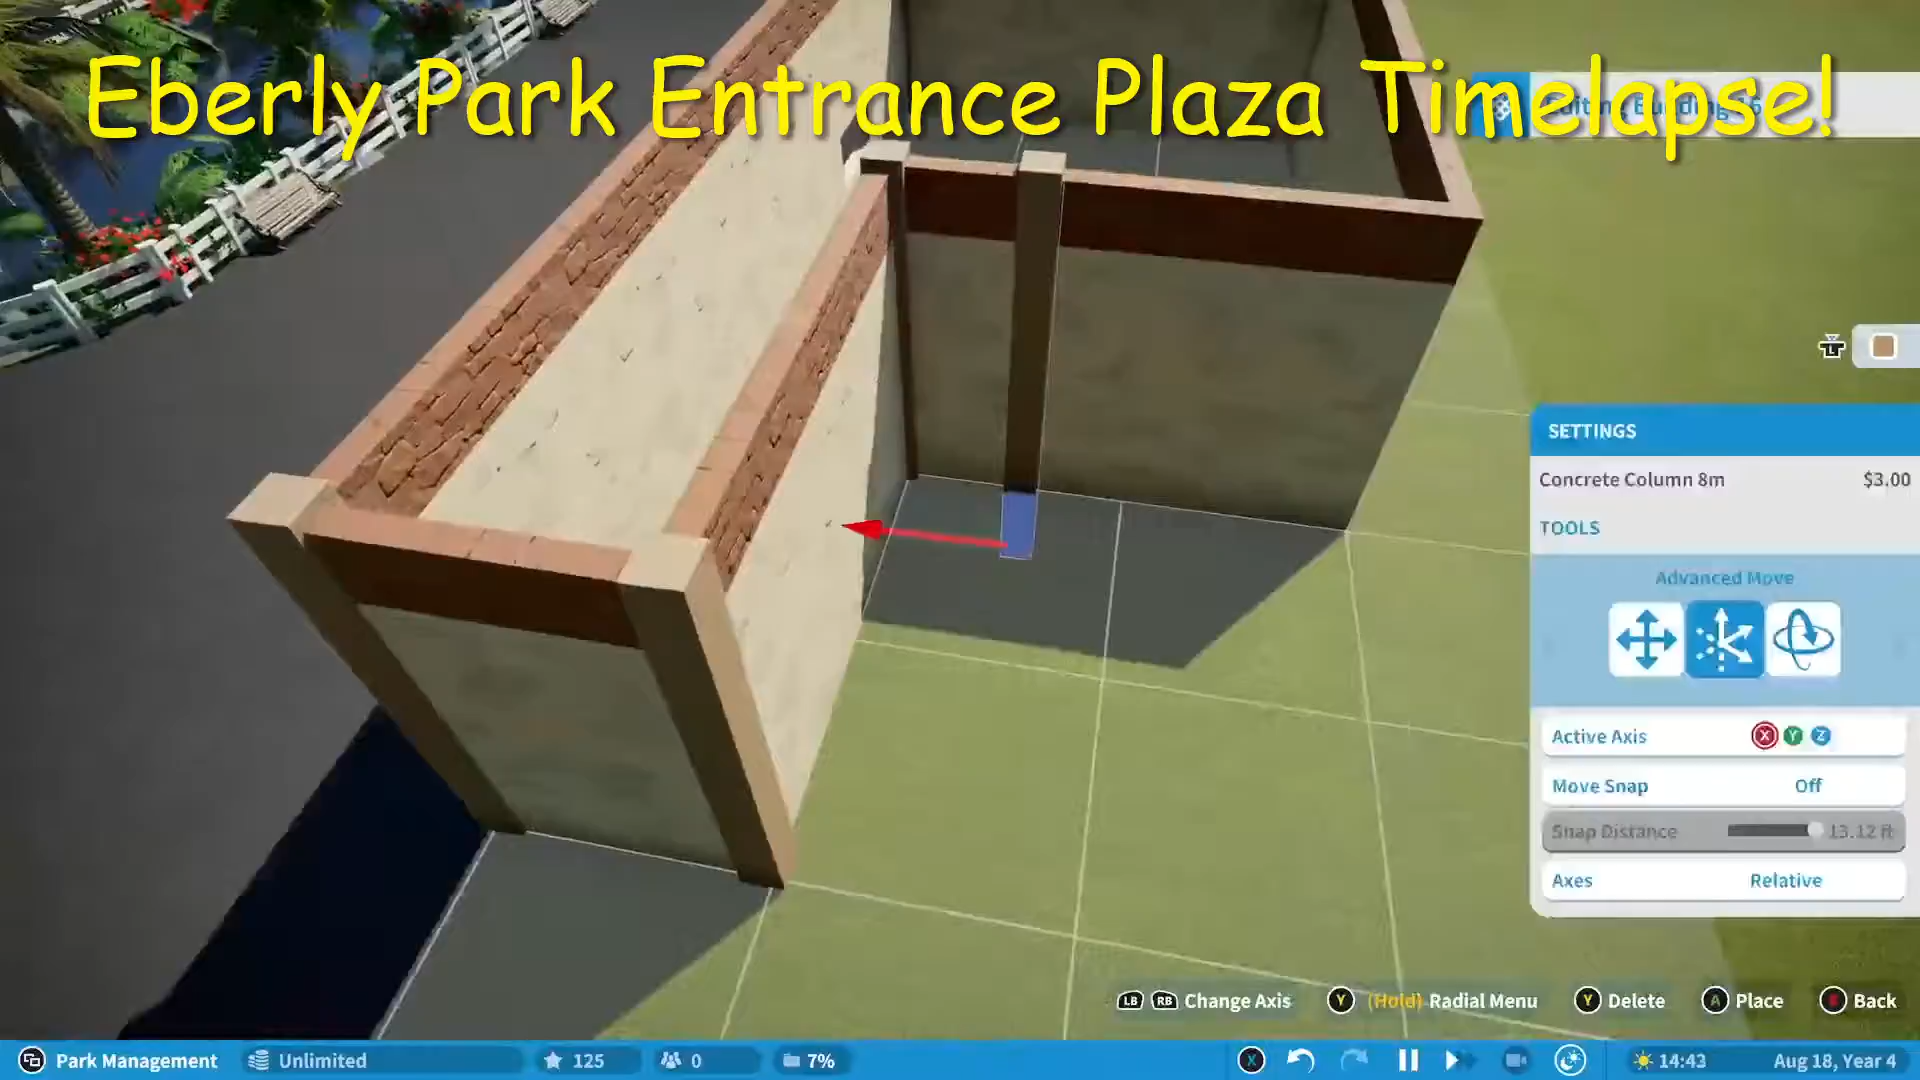 Eberly Park Entrance Plaza Timelapse!
L
SETTINGS
Concrete Column 8m $3.00
TOOLS
Advanced Move
Active Axis X Y Z
Move Snap Off
Snap Distance 13.12 ft
Axes Relative
LB RB Change Axis Y (Hold) Radial Menu Y Delete A Place Back
Park Management Unlimited 125 0 7% X 14:43 Aug 18, Year 4